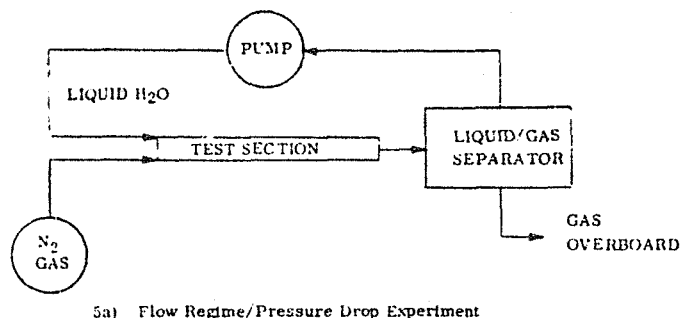 PUMP
LIQUID H₂O
TEST SECTION
LIQUID/GAS
SEPARATOR
N₂
GAS
GAS
OVERBOARD
5a) Flow Regime/Pressure Drop Experiment